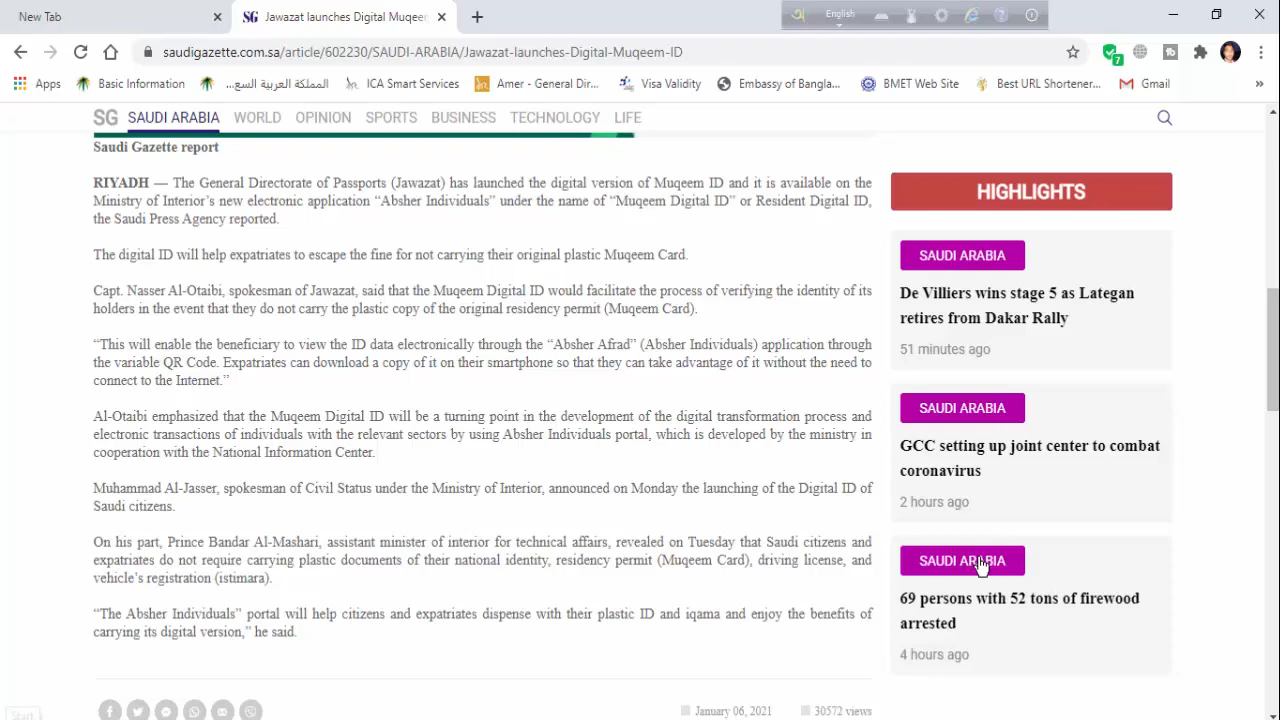 New Tab
SG Jawazat launches Digital Muqeem
English
saudigazette.com.sa/article/602230/SAUDI-ARABIA/Jawazat-launches-Digital-Muqeem-ID
7
Apps Basic Information المملكة العربية السع... ICA Smart Services Amer - General Dir... Visa Validity Embassy of Bangla... BMET Web Site Best URL Shortener... Gmail
SG SAUDI ARABIA WORLD OPINION SPORTS BUSINESS TECHNOLOGY LIFE
Saudi Gazette report
RIYADH — The General Directorate of Passports (Jawazat) has launched the digital version of Muqeem ID and it is available on the
Ministry of Interior’s new electronic application “Absher Individuals” under the name of “Muqeem Digital ID” or Resident Digital ID,
the Saudi Press Agency reported.
The digital ID will help expatriates to escape the fine for not carrying their original plastic Muqeem Card.
Capt. Nasser Al-Otaibi, spokesman of Jawazat, said that the Muqeem Digital ID would facilitate the process of verifying the identity of its
holders in the event that they do not carry the plastic copy of the original residency permit (Muqeem Card).
“This will enable the beneficiary to view the ID data electronically through the “Absher Afrad” (Absher Individuals) application through
the variable QR Code. Expatriates can download a copy of it on their smartphone so that they can take advantage of it without the need to
connect to the Internet.”
Al-Otaibi emphasized that the Muqeem Digital ID will be a turning point in the development of the digital transformation process and
electronic transactions of individuals with the relevant sectors by using Absher Individuals portal, which is developed by the ministry in
cooperation with the National Information Center.
Muhammad Al-Jasser, spokesman of Civil Status under the Ministry of Interior, announced on Monday the launching of the Digital ID of
Saudi citizens.
On his part, Prince Bandar Al-Mashari, assistant minister of interior for technical affairs, revealed on Tuesday that Saudi citizens and
expatriates do not require carrying plastic documents of their national identity, residency permit (Muqeem Card), driving license, and
vehicle’s registration (istimara).
“The Absher Individuals” portal will help citizens and expatriates dispense with their plastic ID and iqama and enjoy the benefits of
carrying its digital version,” he said.
January 06, 2021 30572 views
HIGHLIGHTS
SAUDI ARABIA
De Villiers wins stage 5 as Lategan
retires from Dakar Rally
51 minutes ago
SAUDI ARABIA
GCC setting up joint center to combat
coronavirus
2 hours ago
SAUDI ARABIA
69 persons with 52 tons of firewood
arrested
4 hours ago
Start